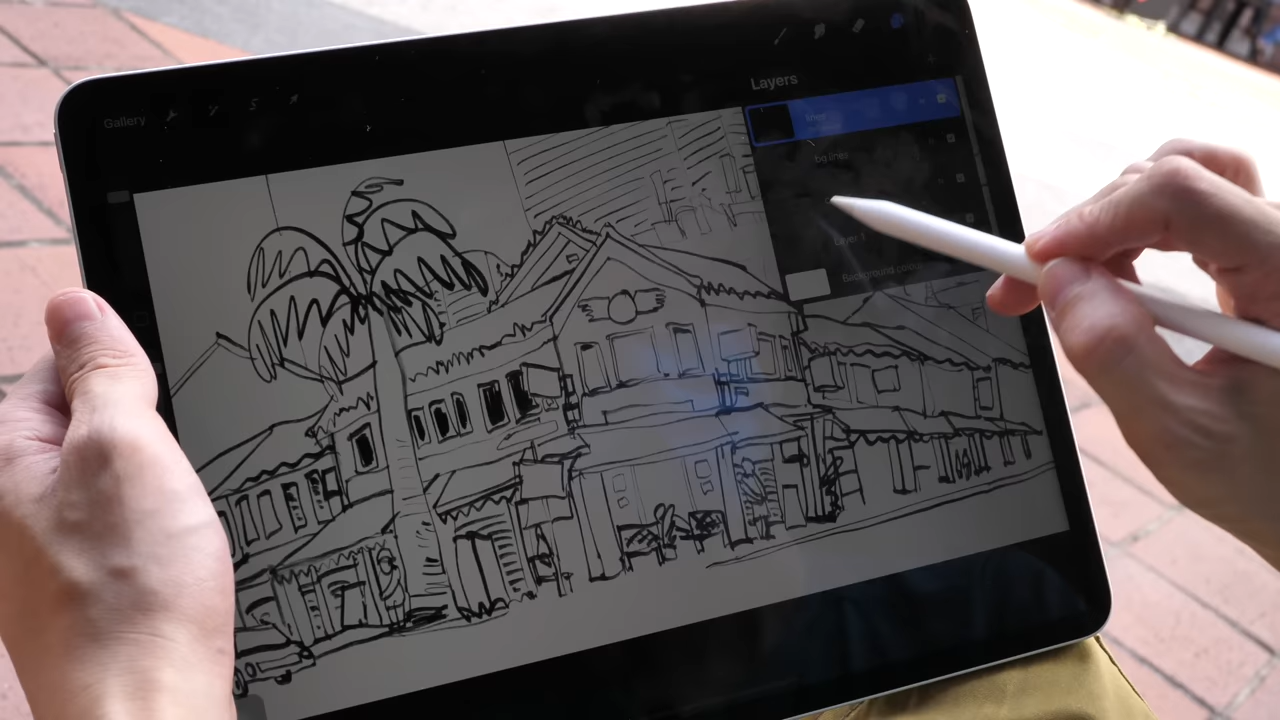 Gallery
Layers
lines
bg lines
Layer 1
Background colour